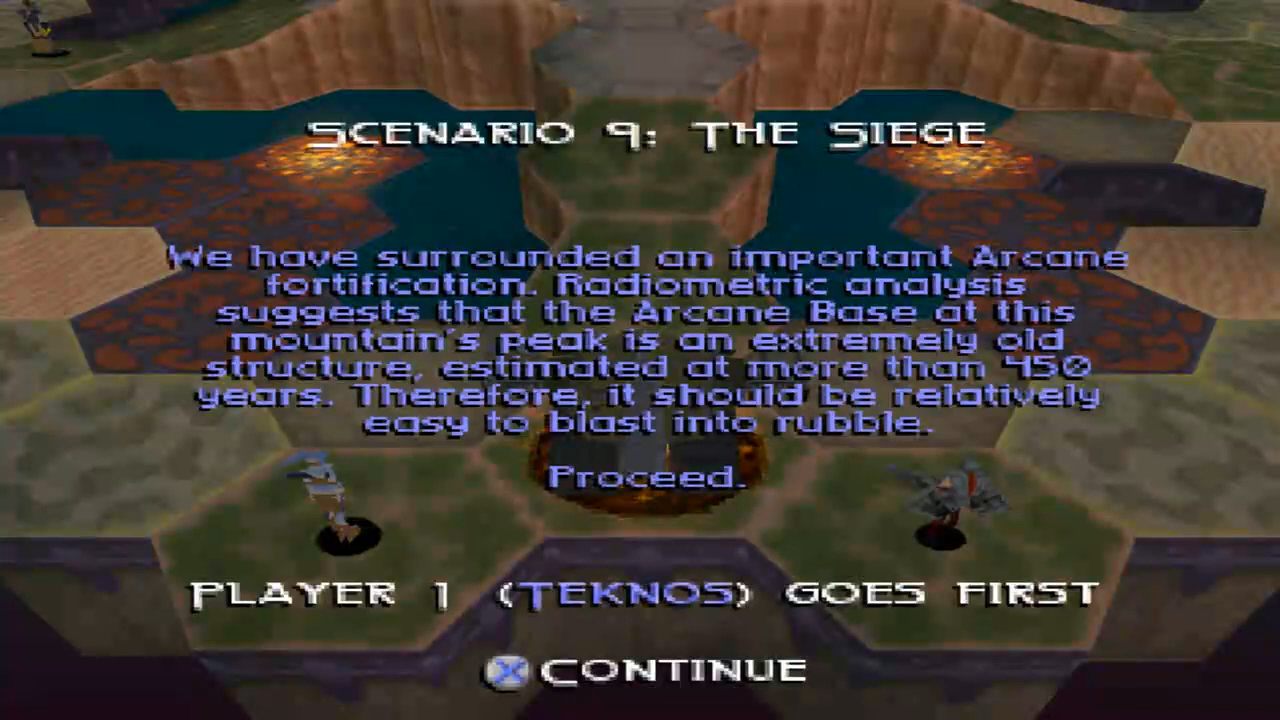 Scenario 9: The Siege
We have surrounded an important Arcane
fortification. Radiometric analysis
suggests that the Arcane Base at this
mountain's peak is an extremely old
structure, estimated at more than 450
years. Therefore, it should be relatively
easy to blast into rubble.
Proceed.
Player 1 (TEKNOS) goes first
Continue